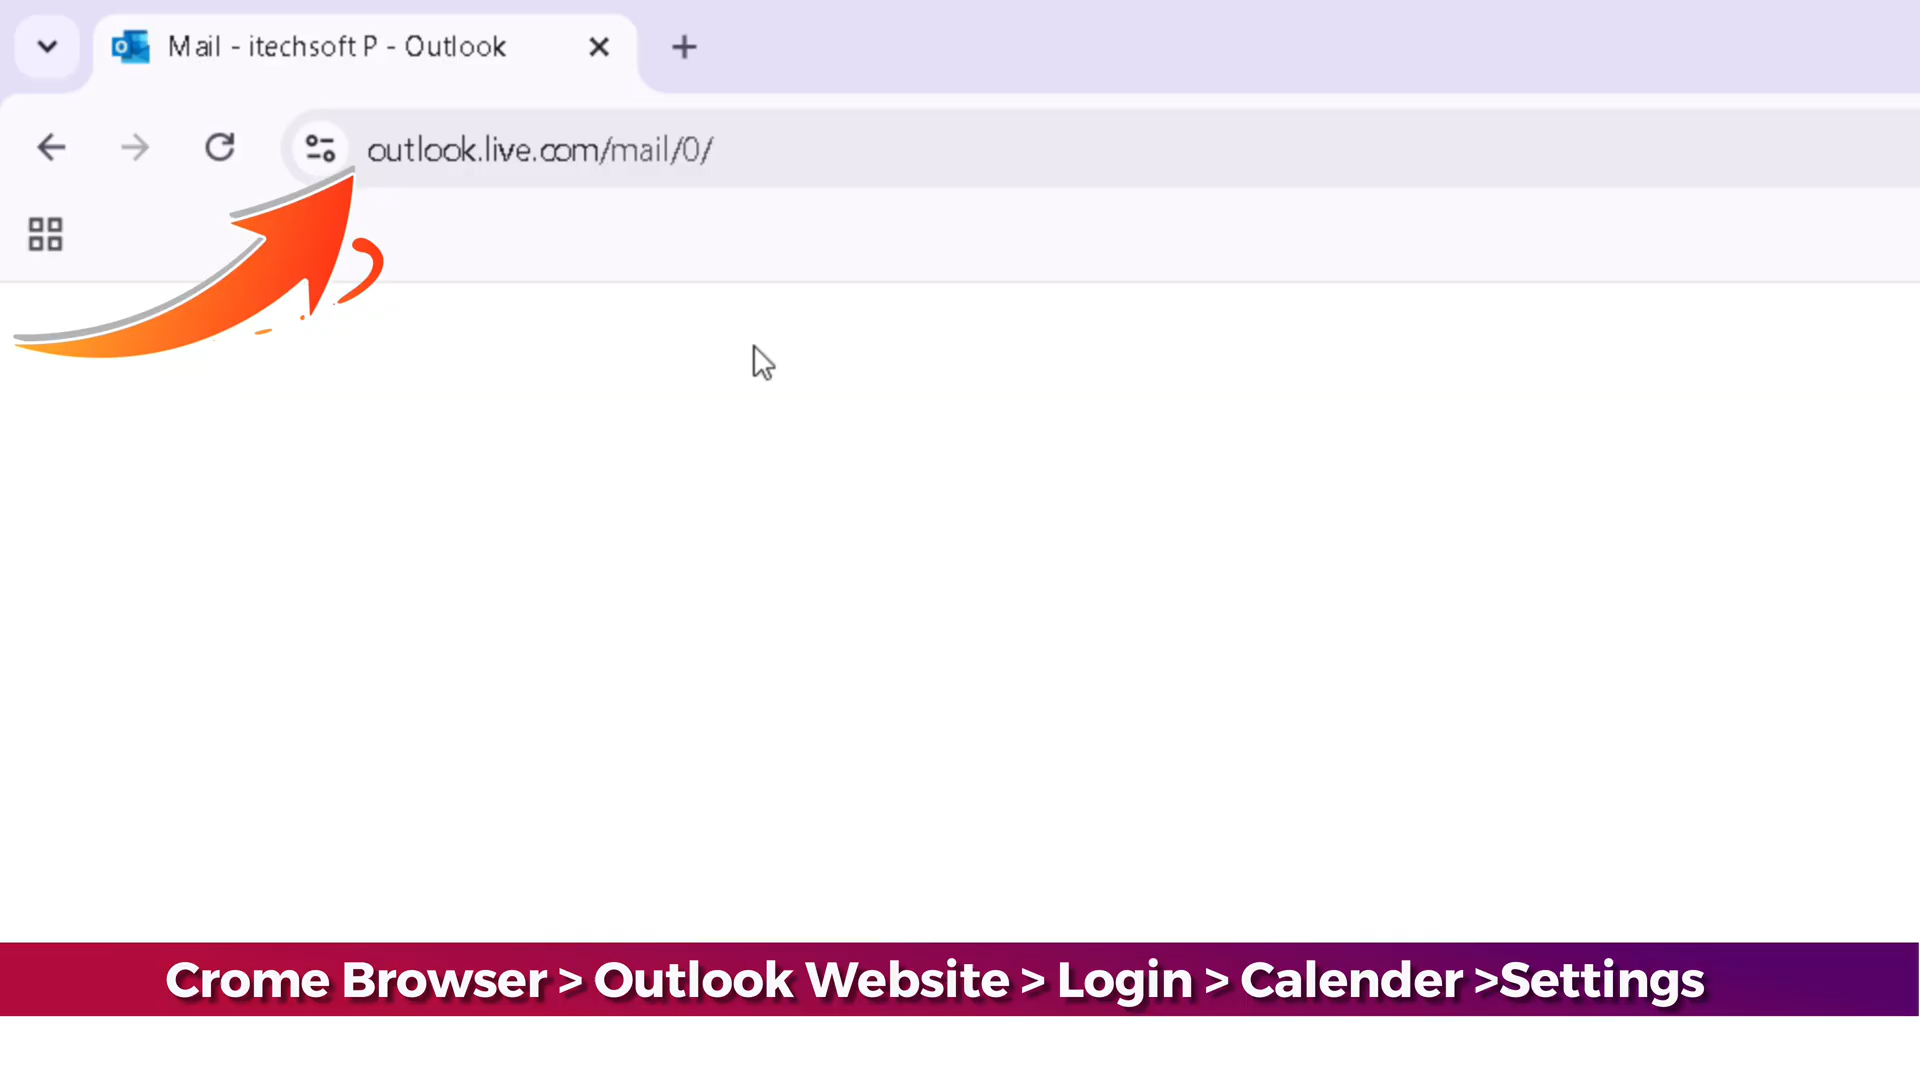 Mail - itechsoft P - Outlook
outlook.live.com/mail/0/
Crome Browser > Outlook Website > Login > Calender >Settings